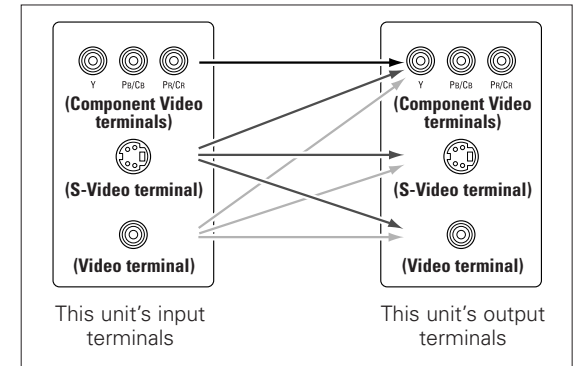 Y PB/CB PR/CR
(Component Video
terminals)
(S-Video terminal)
(Video terminal)
This unit's input
terminals
Y PB/CB PR/CR
(Component Video
terminals)
(S-Video terminal)
(Video terminal)
This unit's output
terminals